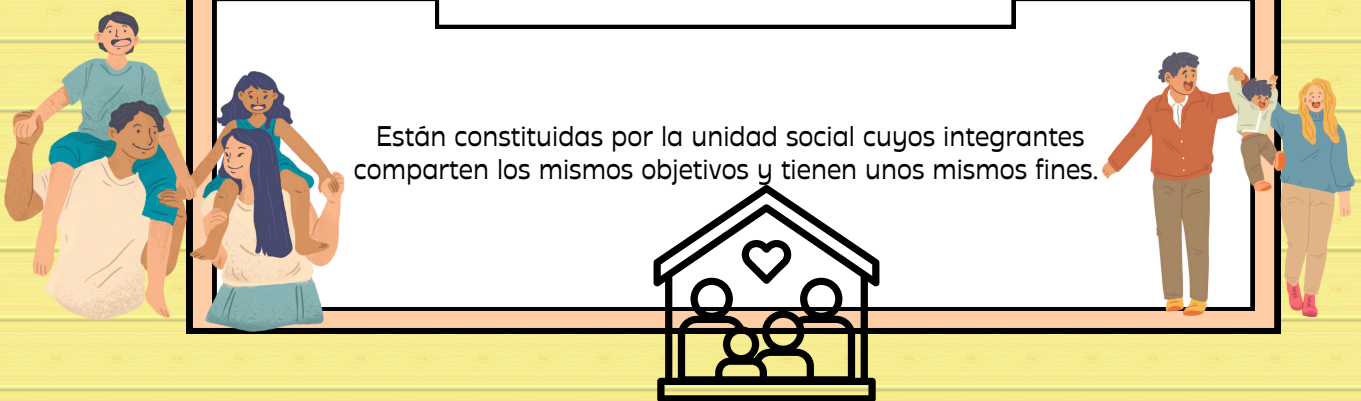 Están constituidas por la unidad social cuyos integrantes
comparten los mismos objetivos y tienen unos mismos fines.